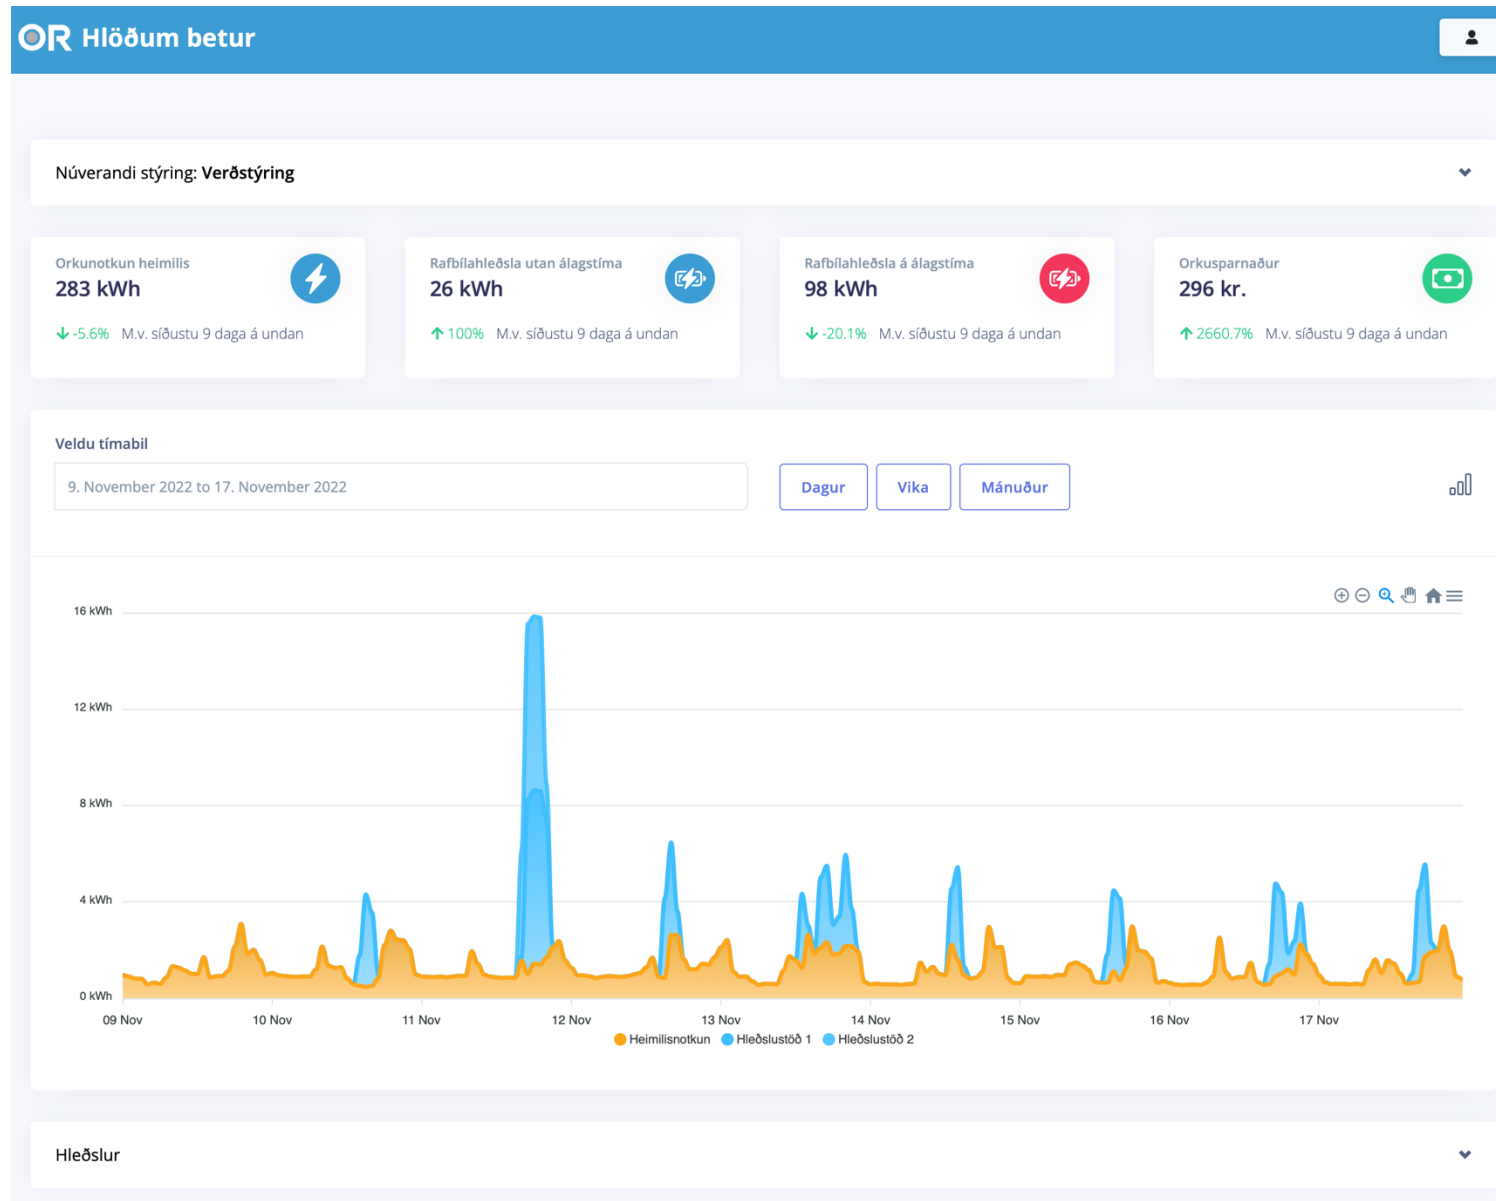 OR Hlöðum betur
Núverandi stýring: Verðstýring
Orkunotkun heimilis
283 kWh
-5.6% M.v. síðustu 9 daga á undan
Rafbílahleðsla utan álagstíma
26 kWh
100% M.v. síðustu 9 daga á undan
Rafbílahleðsla á álagstíma
98 kWh
-20.1% M.v. síðustu 9 daga á undan
Orkusparnaður
296 kr.
2660.7% M.v. síðustu 9 daga á undan
Veldu tímabil
9. November 2022 to 17. November 2022
Dagur Vika Mánuður
16 kWh
12 kWh
8 kWh
4 kWh
0 kWh
09 Nov 10 Nov 11 Nov 12 Nov 13 Nov 14 Nov 15 Nov 16 Nov 17 Nov
Heimilisnotkun Hleðslustöð 1 Hleðslustöð 2
Hleðslur